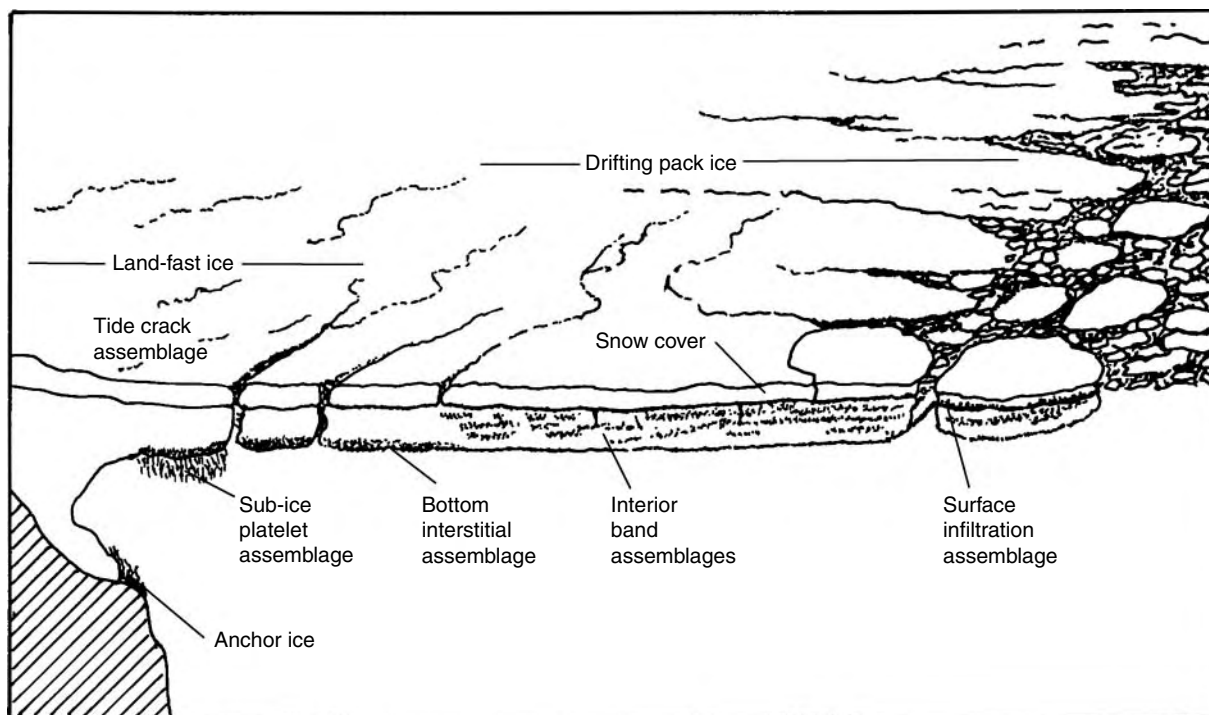 Drifting pack ice
Land-fast ice
Tide crack
assemblage
Snow cover
Sub-ice
platelet
assemblage
Bottom
interstitial
assemblage
Interior
band
assemblages
Surface
infiltration
assemblage
Anchor ice